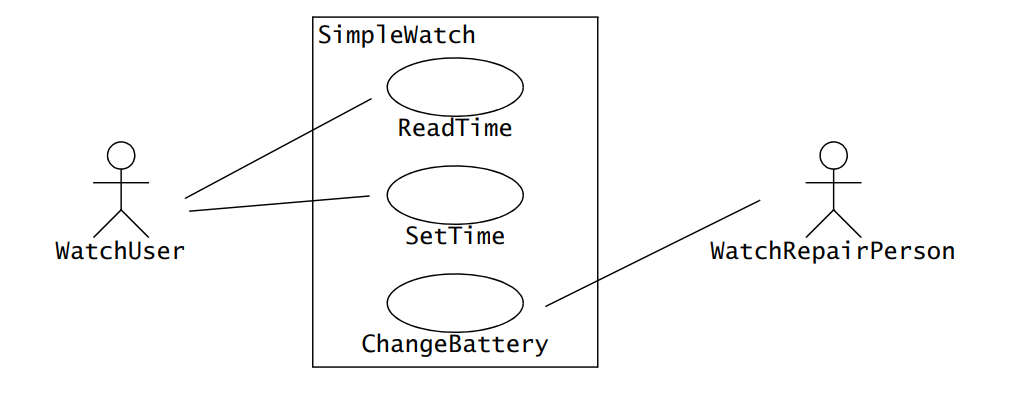 SimpleWatch
ReadTime
SetTime
WatchUser
WatchRepairPerson
ChangeBattery